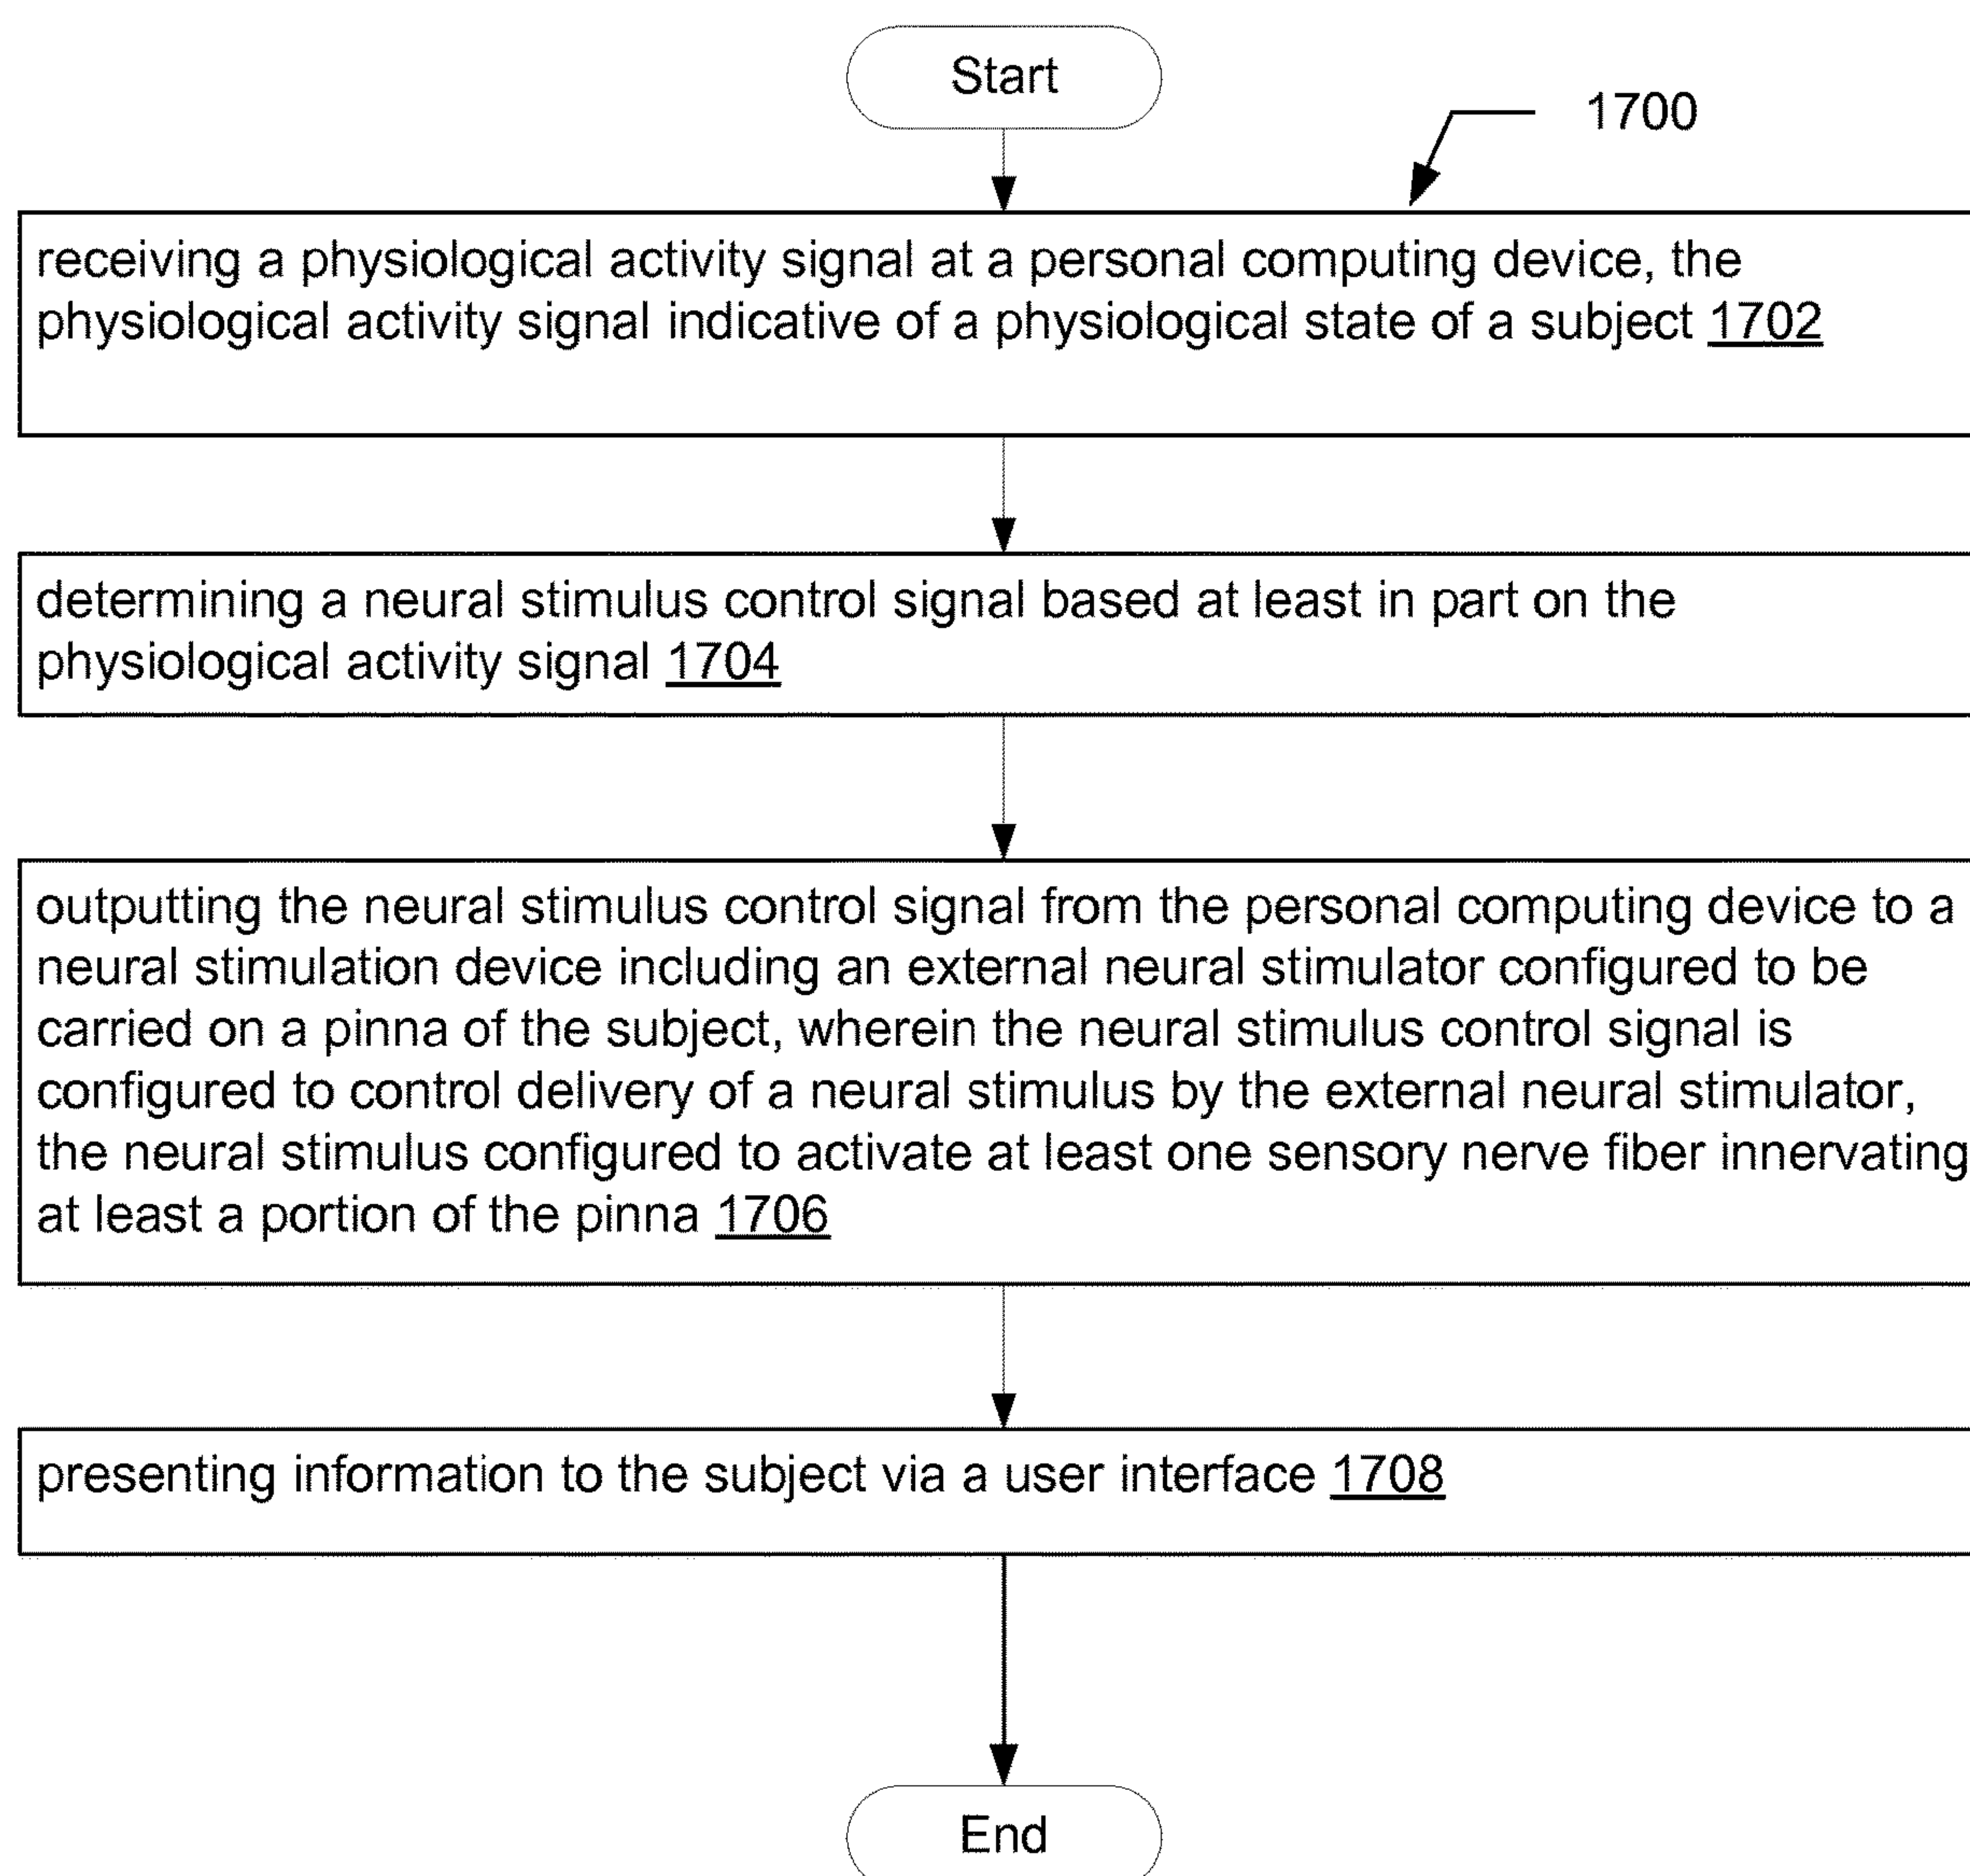 Start
1700
receiving a physiological activity signal at a personal computing device, the
physiological activity signal indicative of a physiological state of a subject 1702
determining a neural stimulus control signal based at least in part on the
physiological activity signal 1704
outputting the neural stimulus control signal from the personal computing device to a
neural stimulation device including an external neural stimulator configured to be
carried on a pinna of the subject, wherein the neural stimulus control signal is
configured to control delivery of a neural stimulus by the external neural stimulator,
the neural stimulus configured to activate at least one sensory nerve fiber innervating
at least a portion of the pinna 1706
presenting information to the subject via a user interface 1708
End